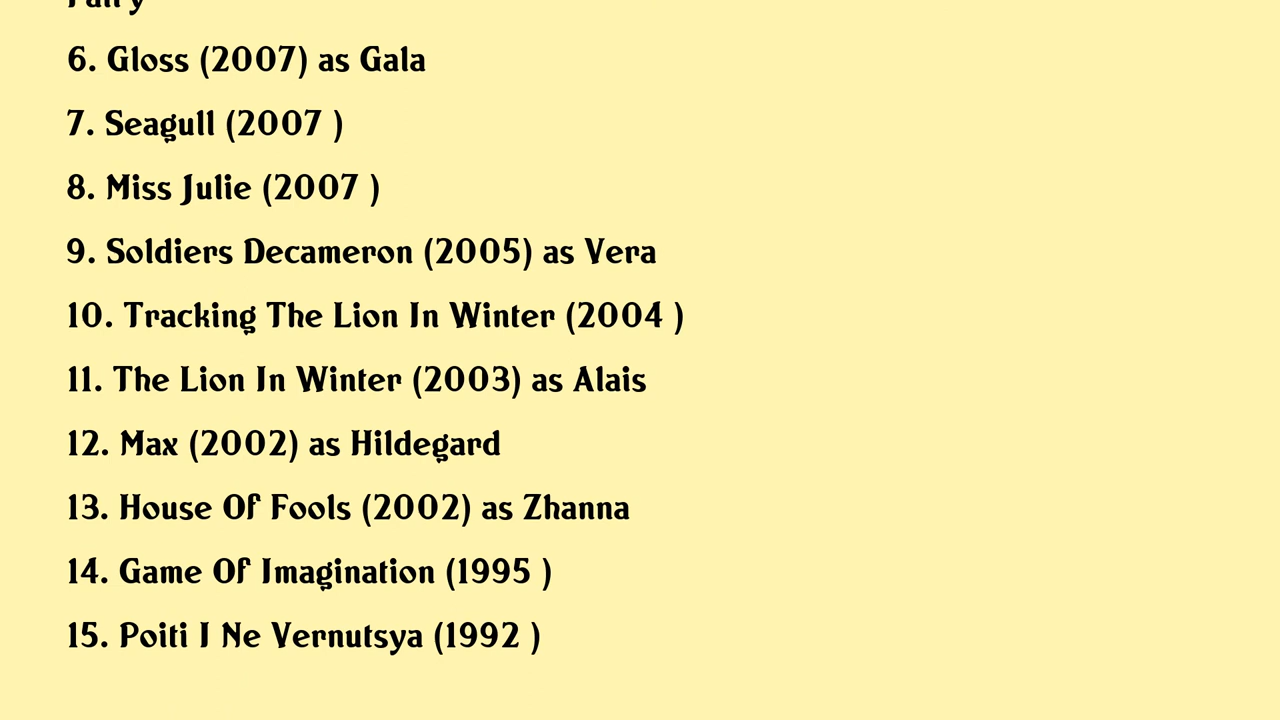 6. Gloss (2007) as Gala
7. Seagull (2007 )
8. Miss Julie (2007 )
9. Soldiers Decameron (2005) as Vera
10. Tracking The Lion In Winter (2004 )
11. The Lion In Winter (2003) as Alais
12. Max (2002) as Hildegard
13. House Of Fools (2002) as Zhanna
14. Game Of Imagination (1995 )
15. Poiti I Ne Vernutsya (1992 )